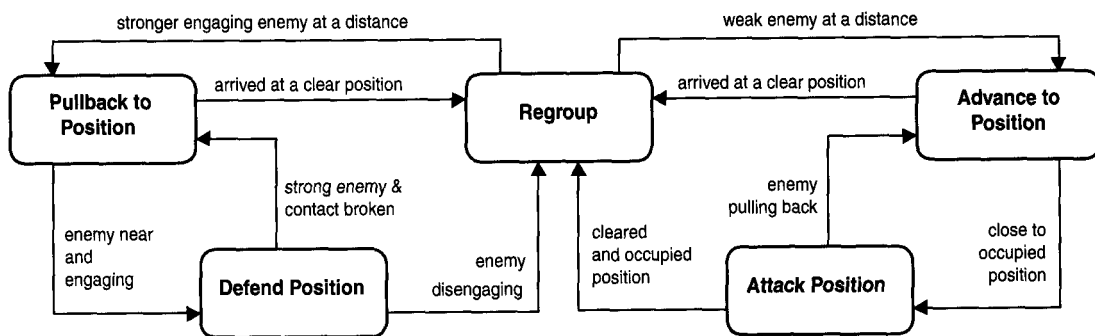 stronger engaging enemy at a distance
weak enemy at a distance
Pullback to
Position
arrived at a clear position
Regroup
arrived at a clear position
Advance to
Position
strong enemy &
contact broken
enemy
pulling back
enemy near
and
engaging
Defend Position
enemy
disengaging
cleared
and occupied
position
Attack Position
close to
occupied
position